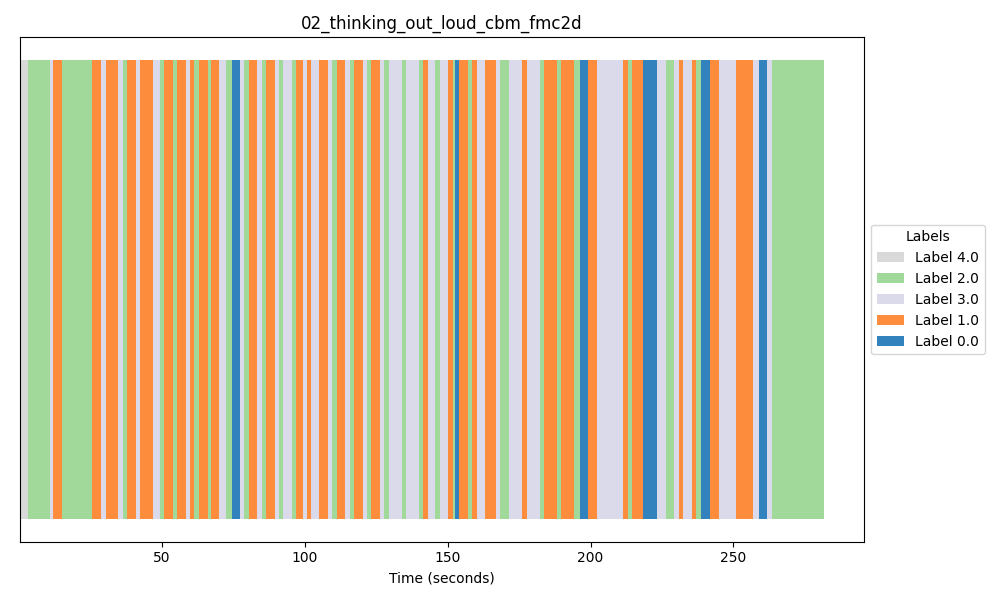 02_thinking_out_loud_cbm_fmc2d
Labels
Label 4.0
Label 2.0
Label 3.0
Label 1.0
Label 0.0
50 100 150 200 250
Time (seconds)